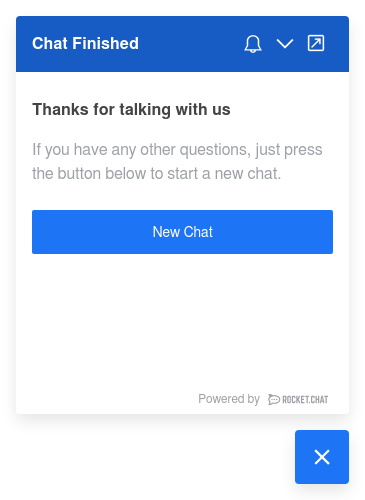 Chat Finished
Thanks for talking with us
If you have any other questions, just press
the button below to start a new chat.
New Chat
Powered by ROCKET.CHAT